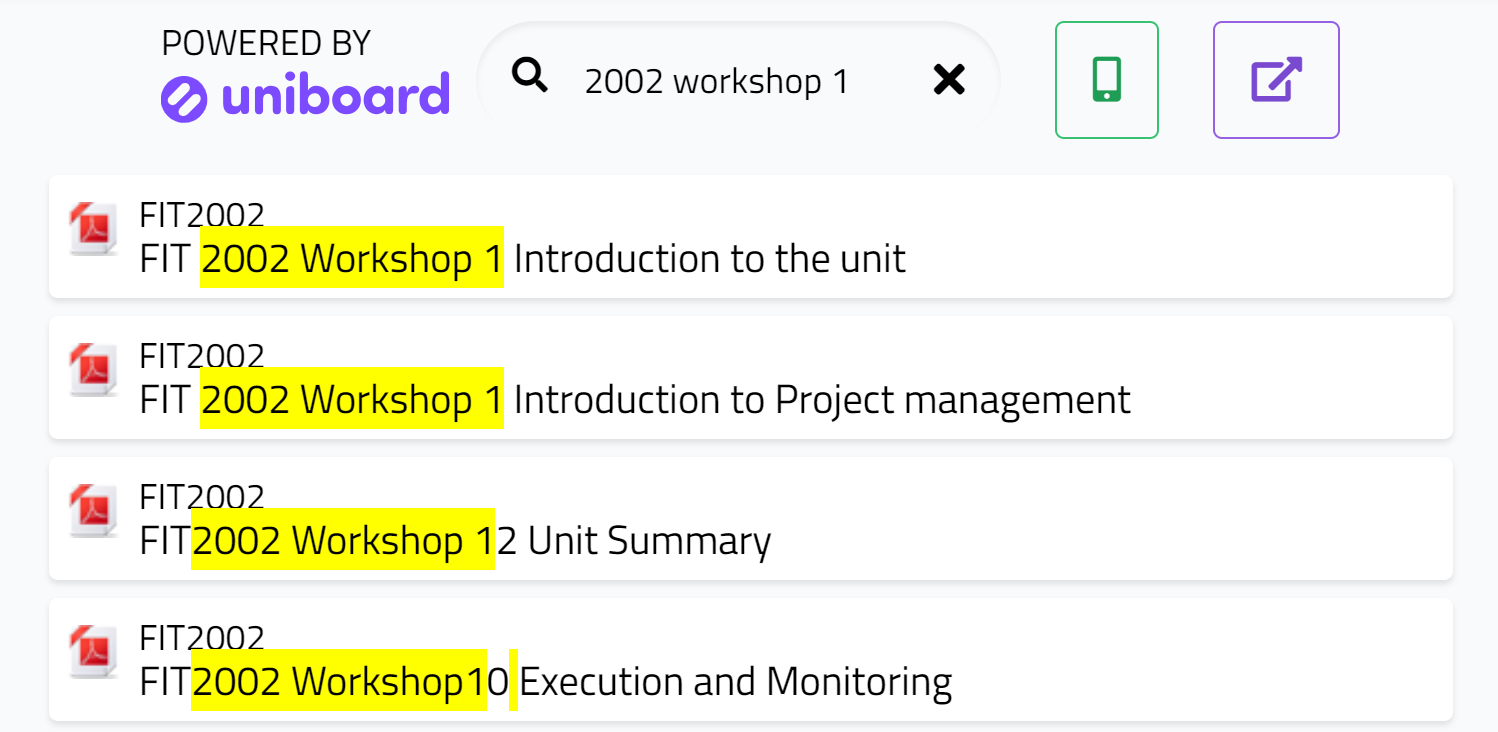 POWERED BY
uniboard
2002 workshop 1
FIT2002
FIT 2002 Workshop 1 Introduction to the unit
FIT2002
FIT 2002 Workshop 1 Introduction to Project management
FIT2002
FIT2002 Workshop 12 Unit Summary
FIT2002
FIT2002 Workshop10 Execution and Monitoring